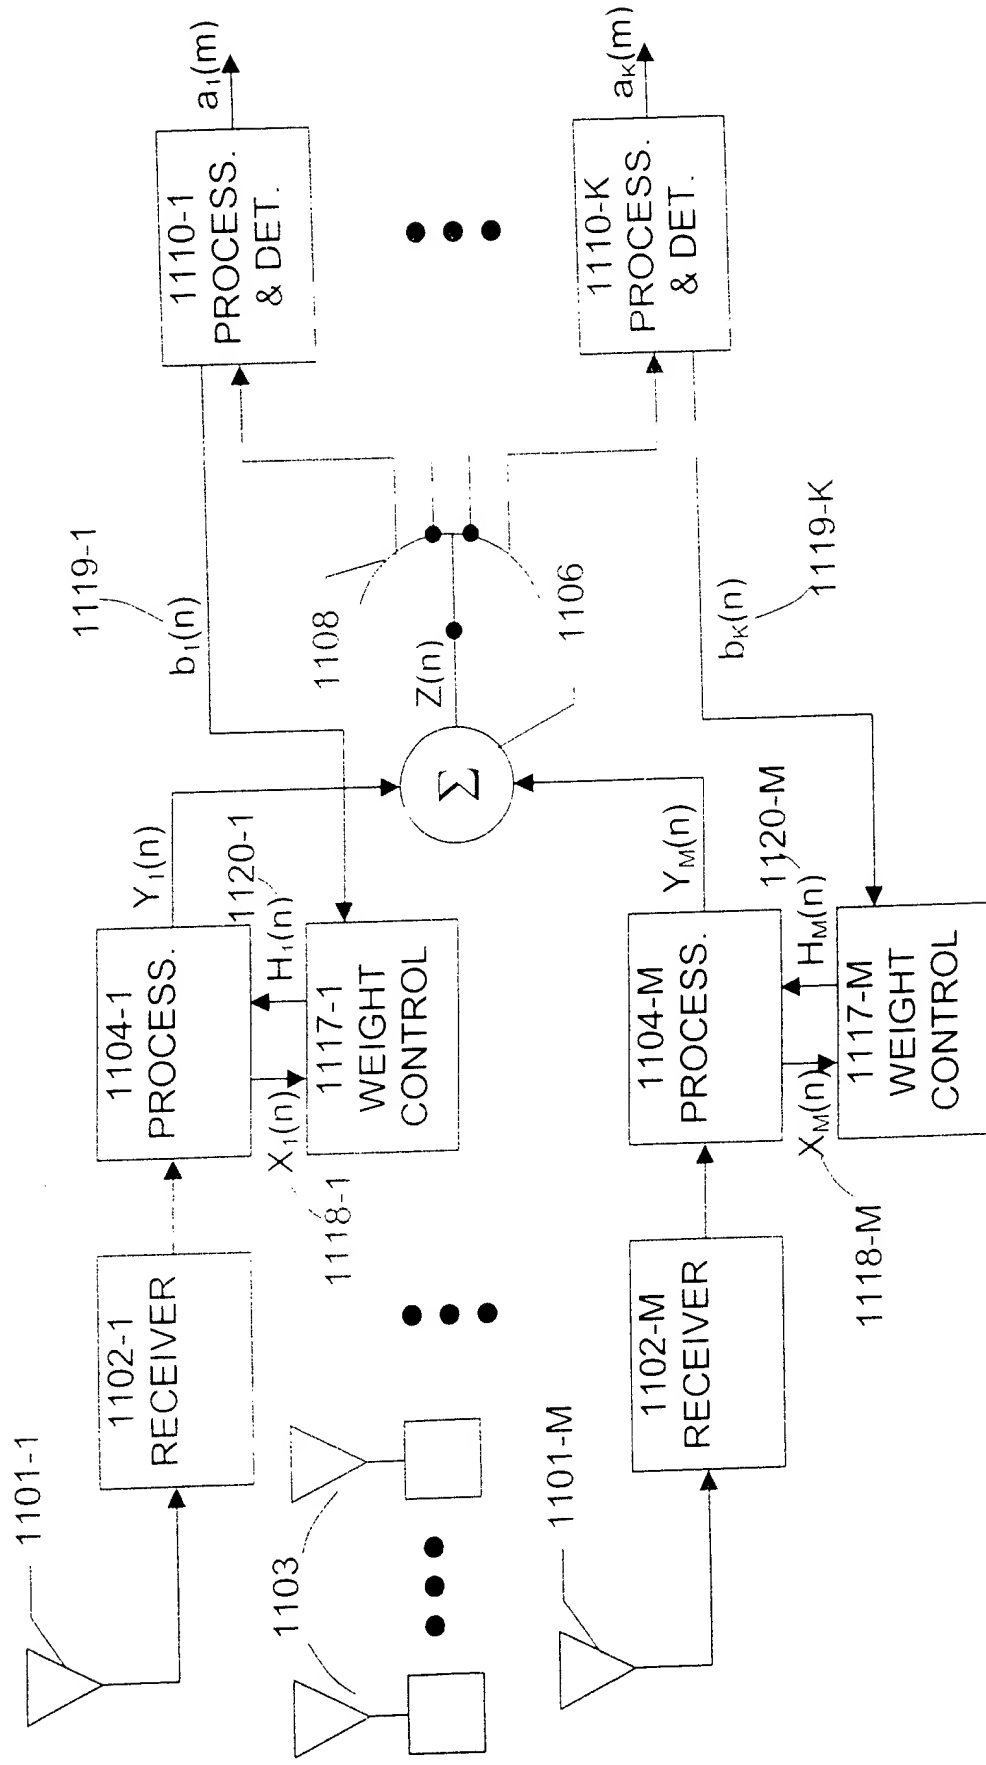 1101-1
1102-1
RECEIVER
1104-1
PROCESS.
Y1(n)
1120-1
H1(n)
X1(n)
1118-1
1117-1
WEIGHT
CONTROL
1119-1
b1(n)
1110-1
PROCESS.
& DET.
a1(m)
1103
Σ
Z(n)
1108
1106
1101-M
1102-M
RECEIVER
1104-M
PROCESS.
YM(n)
1120-M
HM(n)
XM(n)
1118-M
1117-M
WEIGHT
CONTROL
bK(n)
1119-K
1110-K
PROCESS.
& DET.
aK(m)